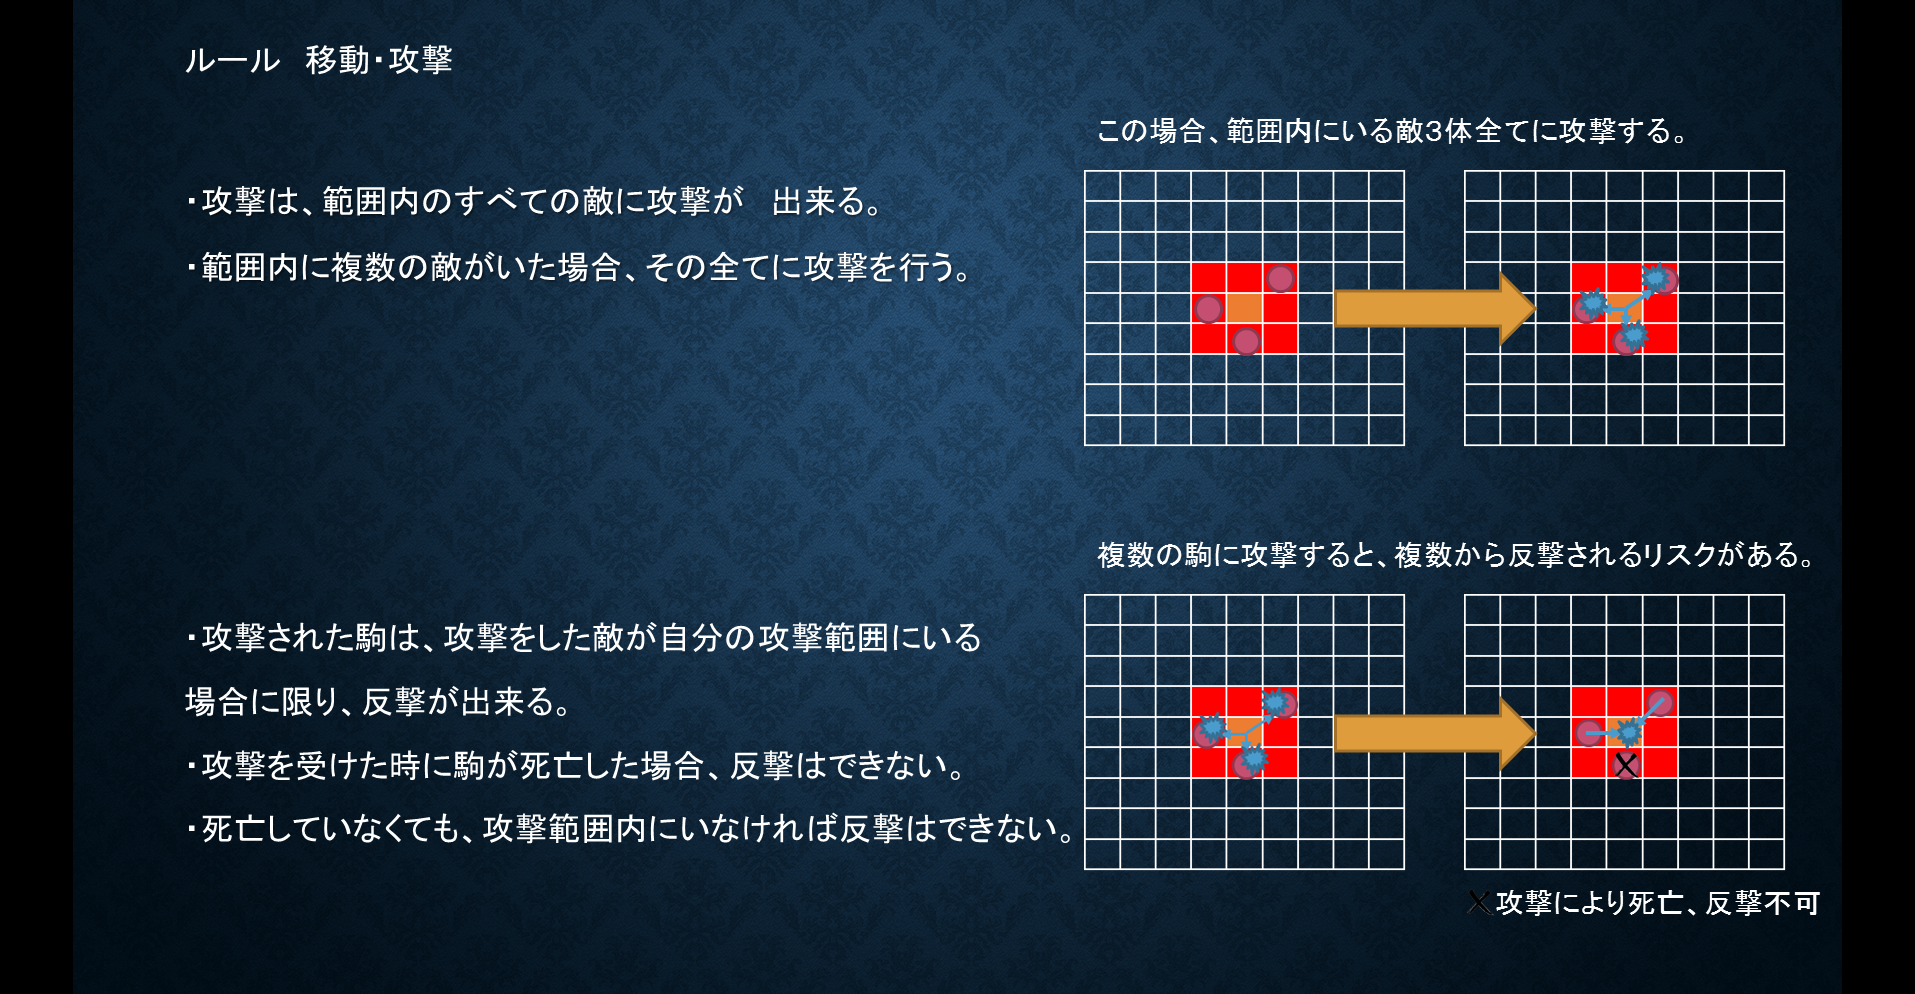 ルール　移動・攻撃
この場合、範囲内にいる敵３体全てに攻撃する。
・攻撃は、範囲内のすべての敵に攻撃が　出来る。
・範囲内に複数の敵がいた場合、その全てに攻撃を行う。
複数の駒に攻撃すると、複数から反撃されるリスクがある。
・攻撃された駒は、攻撃をした敵が自分の攻撃範囲にいる
場合に限り、反撃が出来る。
・攻撃を受けた時に駒が死亡した場合、反撃はできない。
・死亡していなくても、攻撃範囲内にいなければ反撃はできない。
X
X 攻撃により死亡、反撃不可